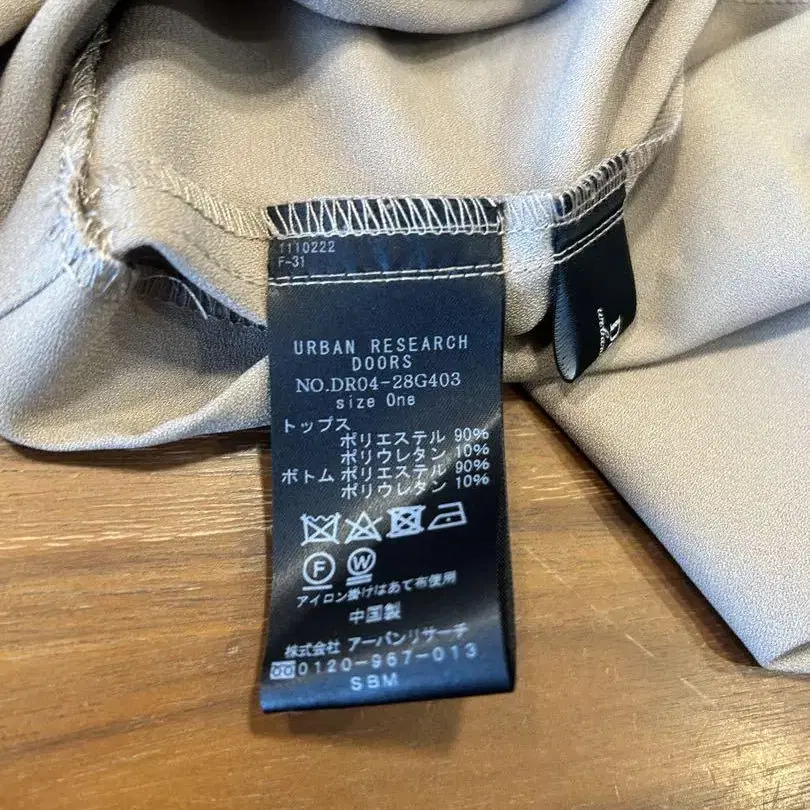 1110222
F-31
URBAN RESEARCH
DOORS
NO.DR04-28G403
size One
トップス
ポリエステル 90%
ポリウレタン 10%
ボトム ポリエステル 90%
ポリウレタン 10%
F W
アイロン掛けはあて布使用
中国製
株式会社 アーバンリサーチ
0120-967-013
SBM